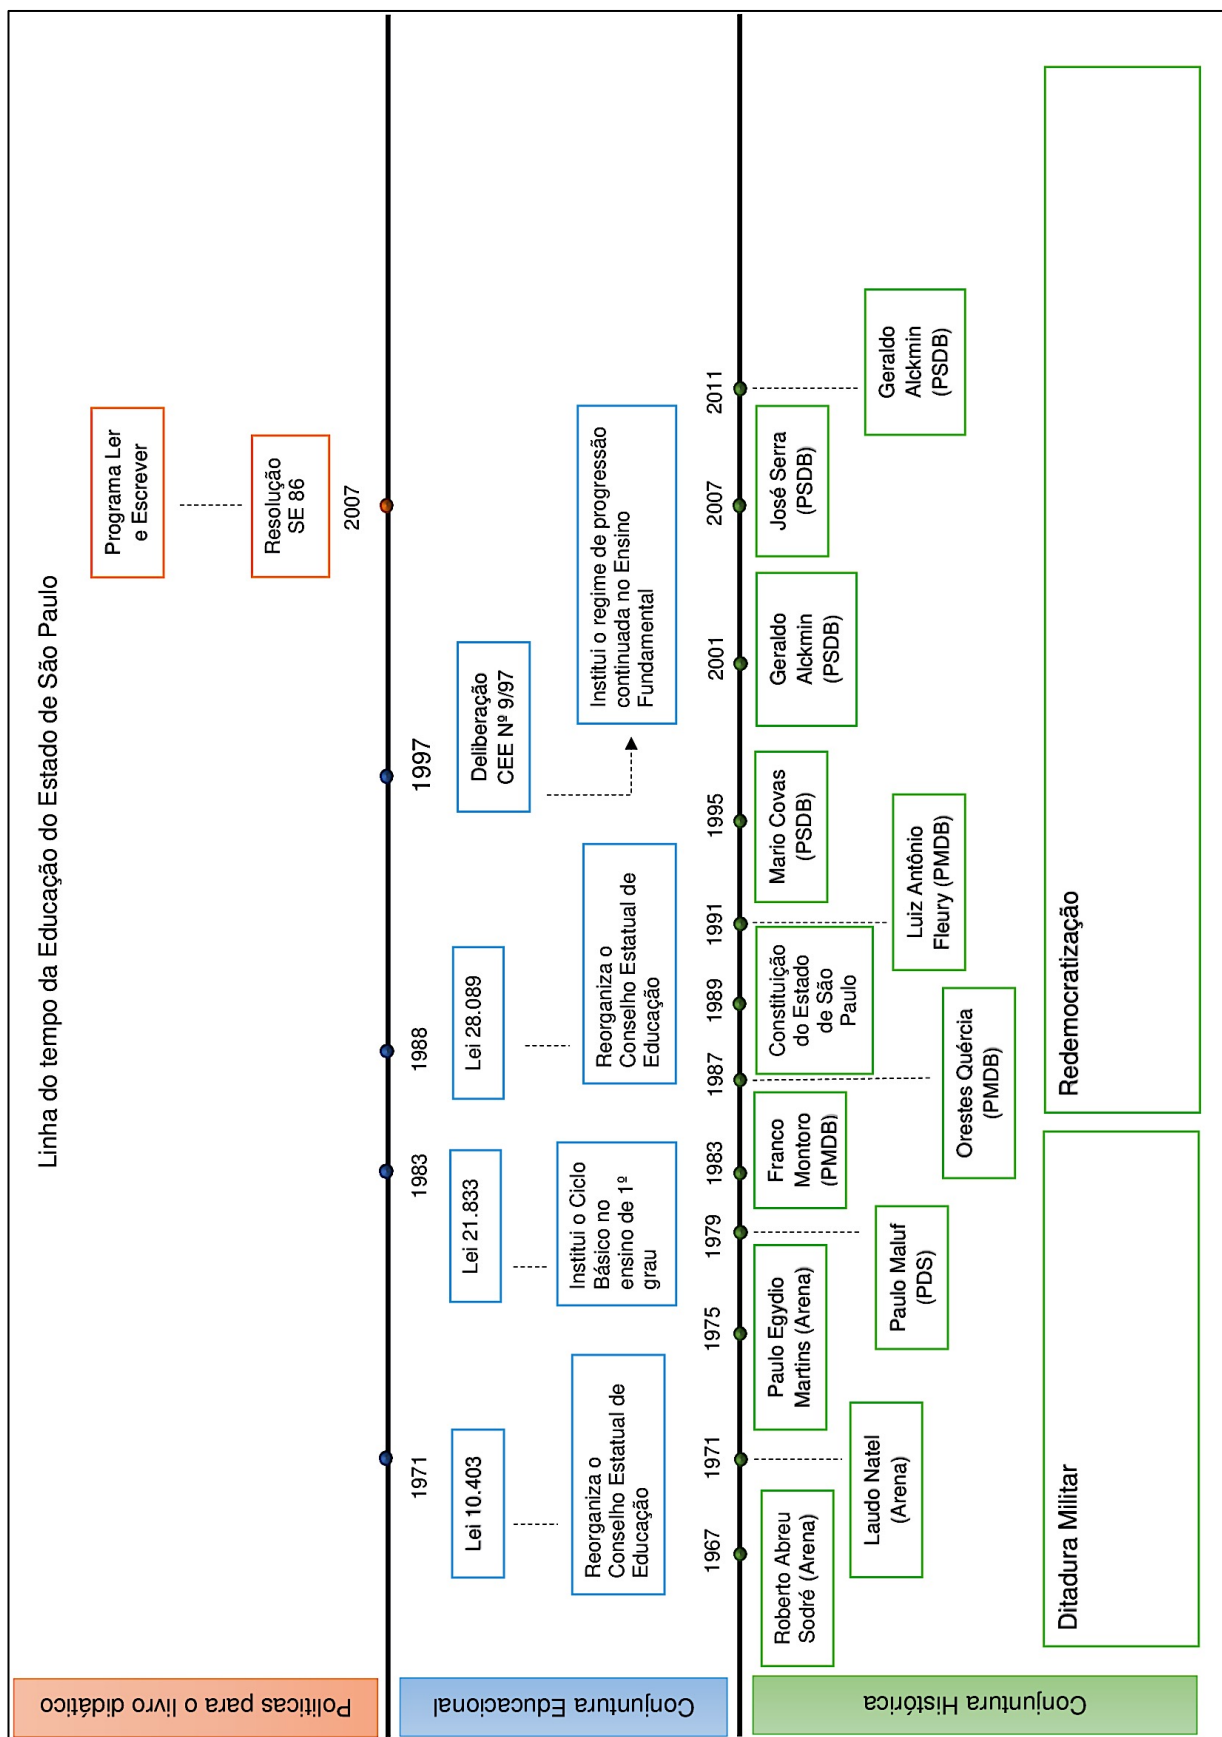 Linha do tempo da Educação do Estado de São Paulo
Políticas para o livro didático
Programa Ler
e Escrever
Resolução
SE 86
2007
Conjuntura Educacional
1971
Lei 10.403
Reorganiza o
Conselho Estatual de
Educação
1983
Lei 21.833
Institui o Ciclo
Básico no
ensino de 1º
grau
1988
Lei 28.089
Reorganiza o
Conselho Estatual de
Educação
1997
Deliberação
CEE Nº 9/97
Institui o regime de progressão
continuada no Ensino
Fundamental
Conjuntura Histórica
1967
Roberto Abreu
Sodré (Arena)
1971
Laudo Natel
(Arena)
1975
Paulo Egydio
Martins (Arena)
1979
Paulo Maluf
(PDS)
1983
Franco
Montoro
(PMDB)
1987
Orestes Quércia
(PMDB)
1989
Constituição
do Estado
de São
Paulo
1991
Luiz Antônio
Fleury (PMDB)
1995
Mario Covas
(PSDB)
2001
Geraldo
Alckmin
(PSDB)
2007
José Serra
(PSDB)
2011
Geraldo
Alckmin
(PSDB)
Ditadura Militar
Redemocratização